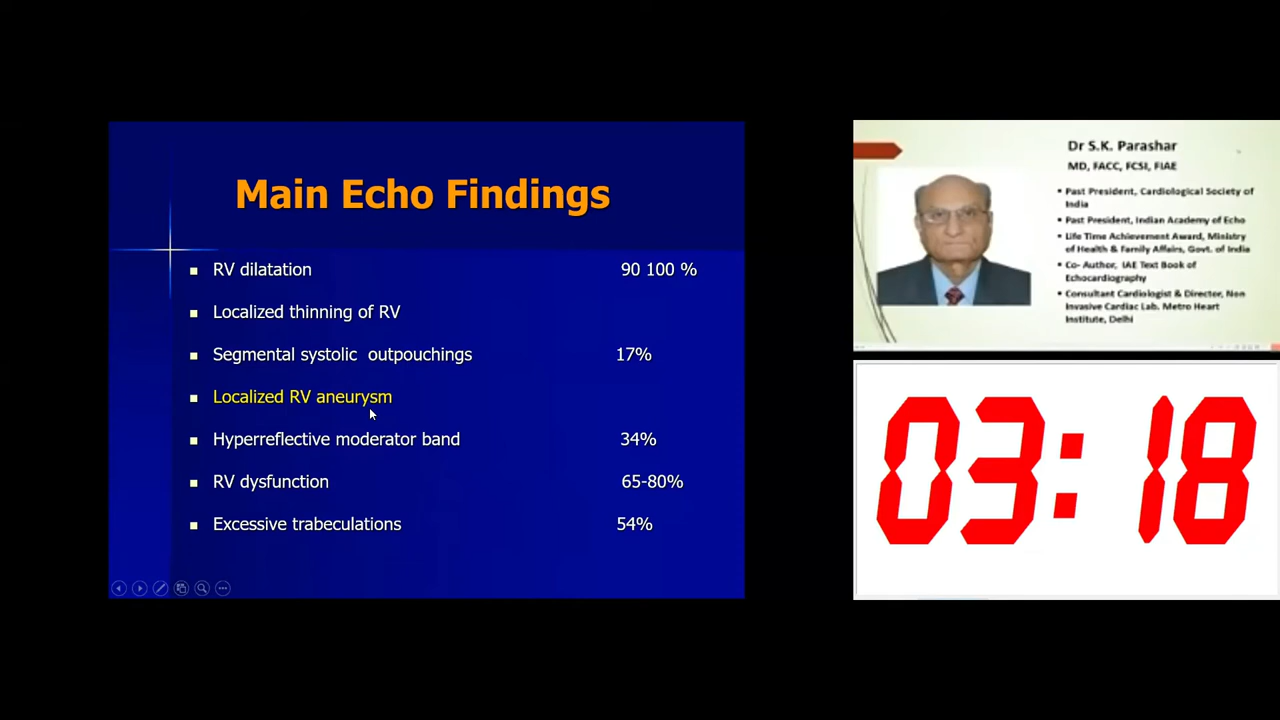 Main Echo Findings
RV dilatation 90 100 %
Localized thinning of RV
Segmental systolic outpouchings 17%
Localized RV aneurysm
Hyperreflective moderator band 34%
RV dysfunction 65-80%
Excessive trabeculations 54%
Dr S.K. Parashar
MD, FACC, FCSI, FIAE
Past President, Cardiological Society of
India
Past President, Indian Academy of Echo
Life Time Achievement Award, Ministry
of Health & Family Affairs, Govt. of India
Co- Author, IAE Text Book of
Echocardiography
Consultant Cardiologist & Director, Non
Invasive Cardiac Lab. Metro Heart
Institute, Delhi
03:18